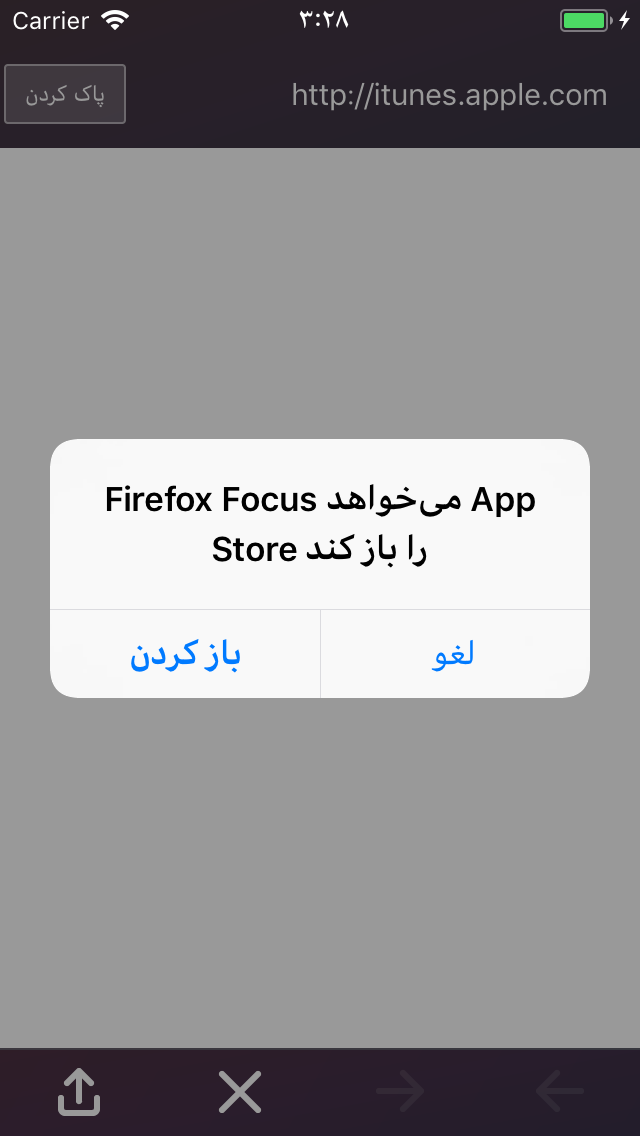 Carrier
۳:۲۸
پاک کردن
http://itunes.apple.com
Firefox Focus می‌خواهد App
Store را باز کند
لغو
باز کردن